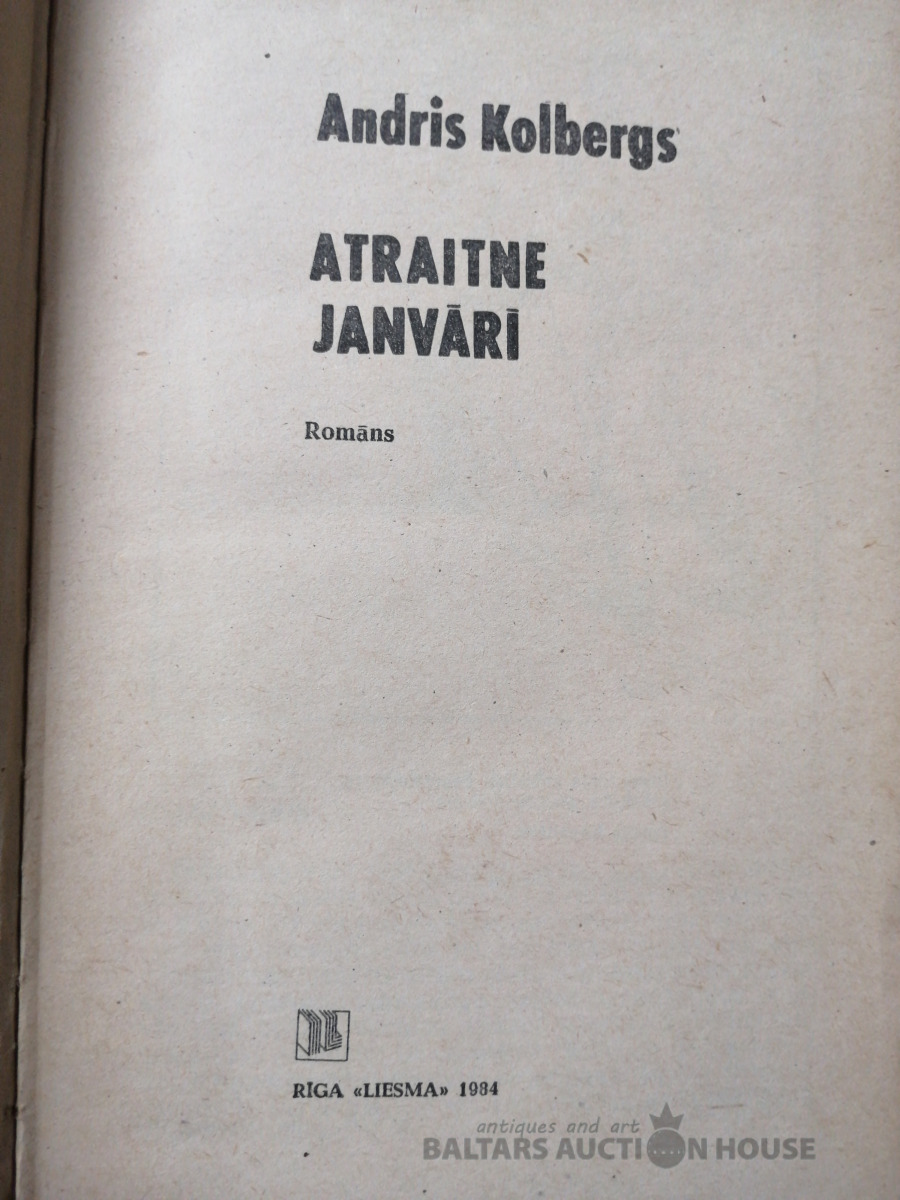 Andris Kolbergs
ATRAITNE
JANVĀRĪ
Romāns
RĪGA «LIESMA» 1984
antiques and art
BALTARS AUCTION HOUSE